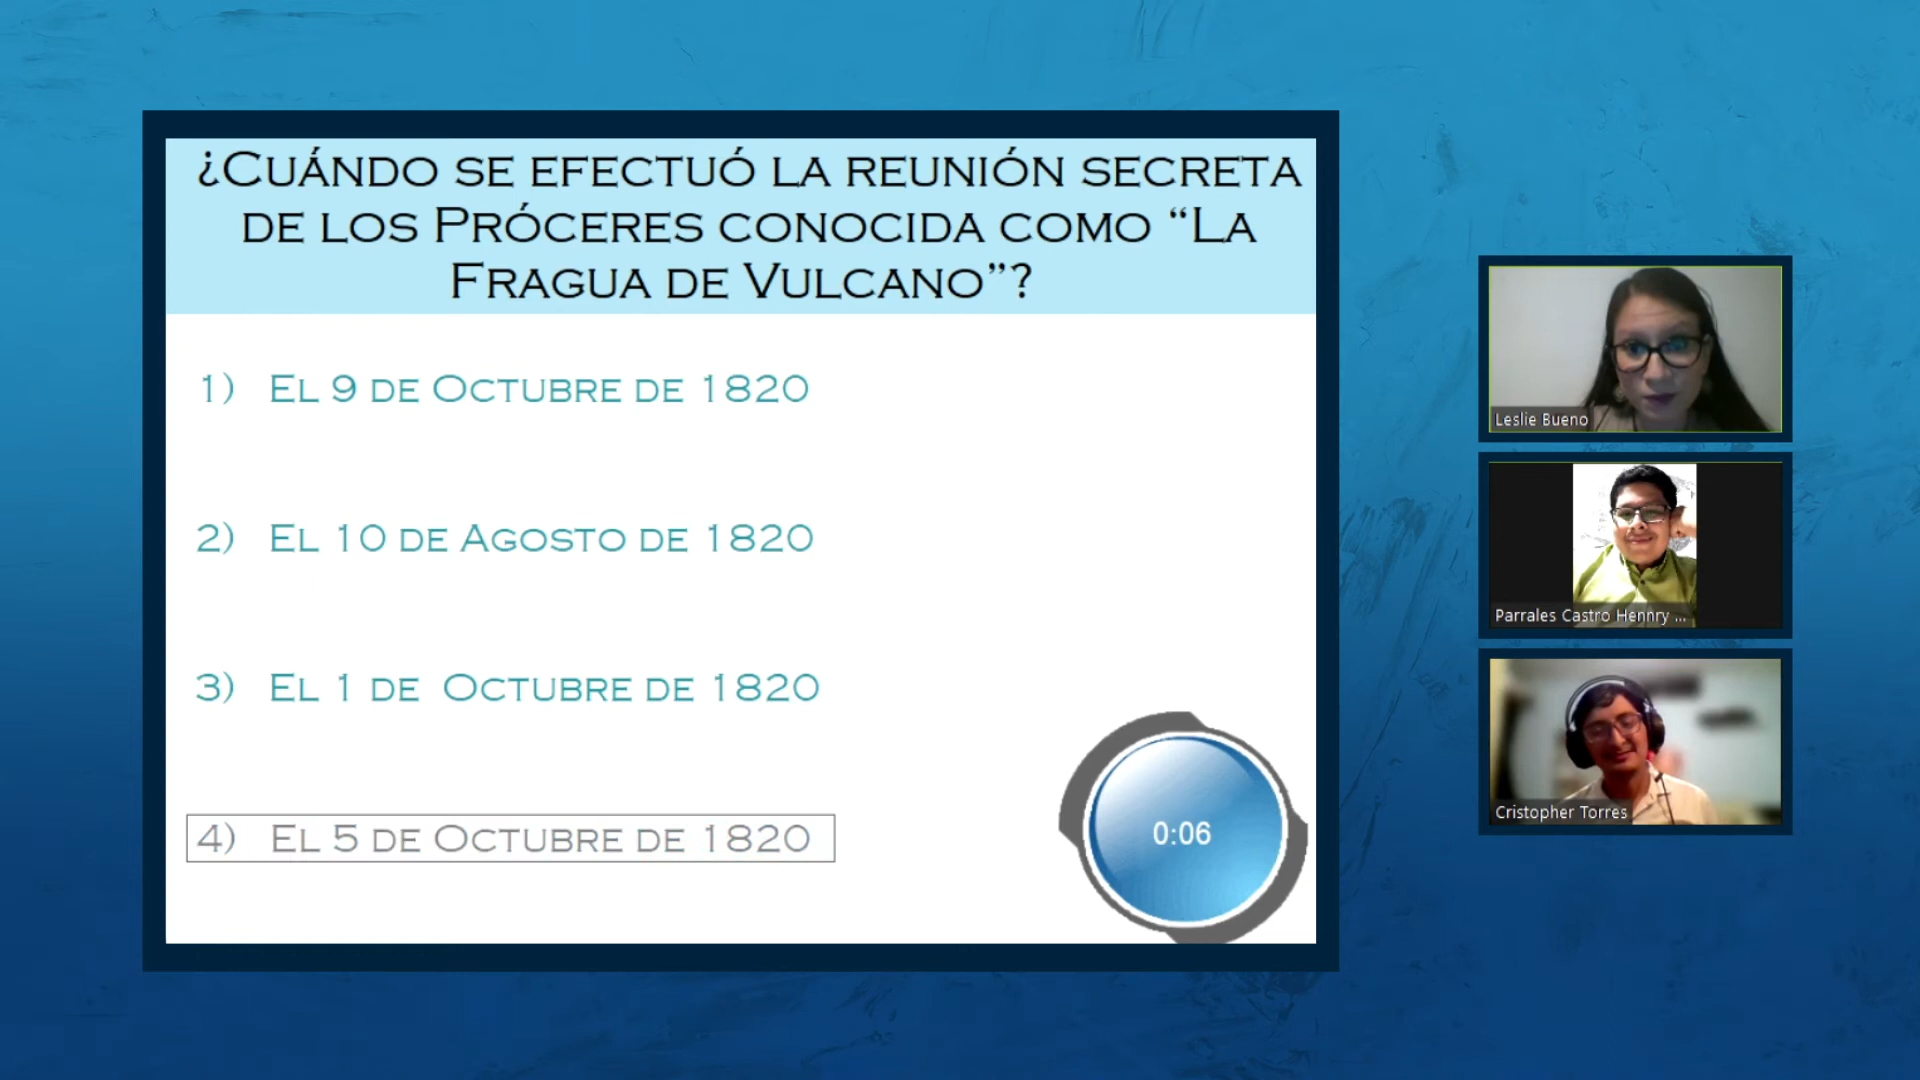 ¿Cuándo se efectuó la reunión secreta
de los Próceres conocida como “La
Fragua de Vulcano”?
1) El 9 de Octubre de 1820
2) El 10 de Agosto de 1820
3) El 1 de Octubre de 1820
4) El 5 de Octubre de 1820
0:06
Leslie Bueno
Parrales Castro Hennry ...
Cristopher Torres